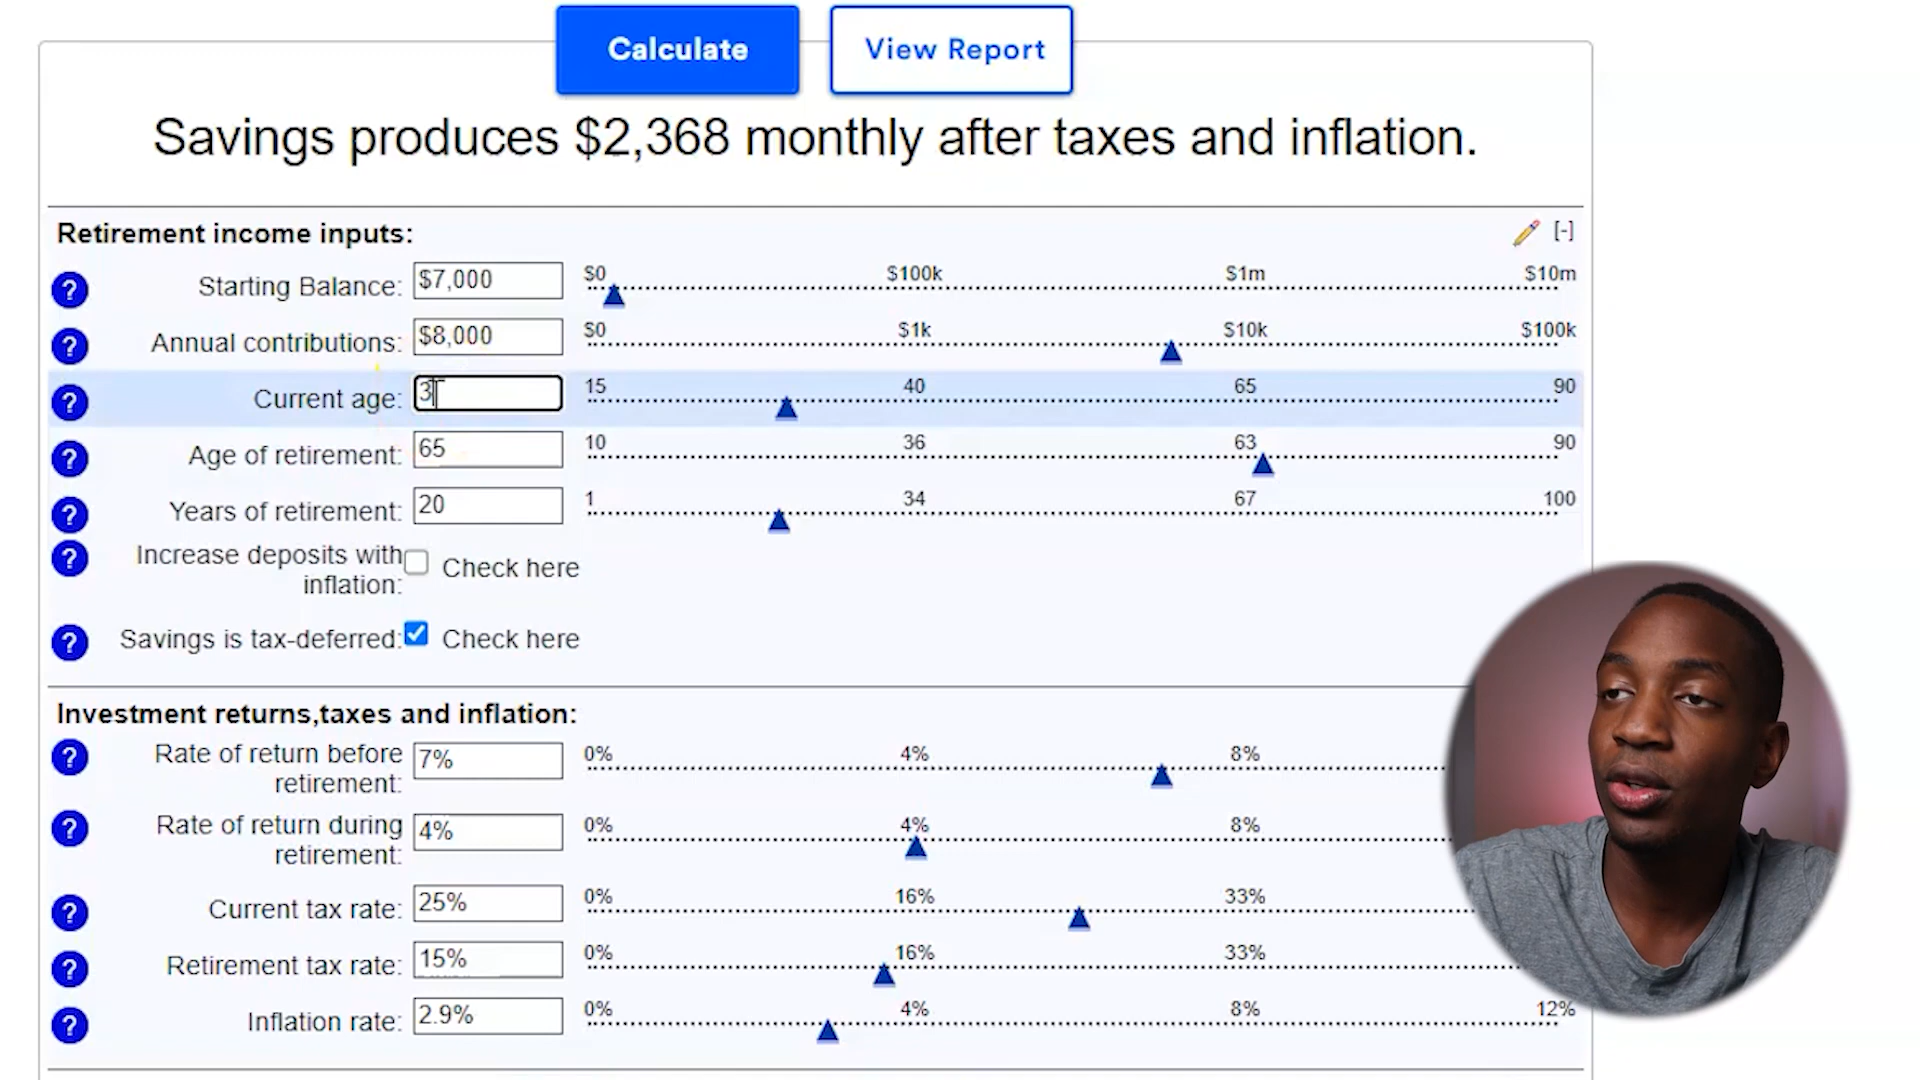 Calculate View Report
Savings produces $2,368 monthly after taxes and inflation.
Retirement income inputs: [-]
? Starting Balance: $7,000 $0 $100k $1m $10m
? Annual contributions: $8,000 $0 $1k $10k $100k
? Current age: 3 15 40 65 90
? Age of retirement: 65 10 36 63 90
? Years of retirement: 20 1 34 67 100
? Increase deposits with
inflation: Check here
? Savings is tax-deferred: Check here
Investment returns,taxes and inflation:
? Rate of return before
retirement: 7% 0% 4% 8%
? Rate of return during
retirement: 4% 0% 4% 8%
? Current tax rate: 25% 0% 16% 33%
? Retirement tax rate: 15% 0% 16% 33%
? Inflation rate: 2.9% 0% 4% 8% 12%